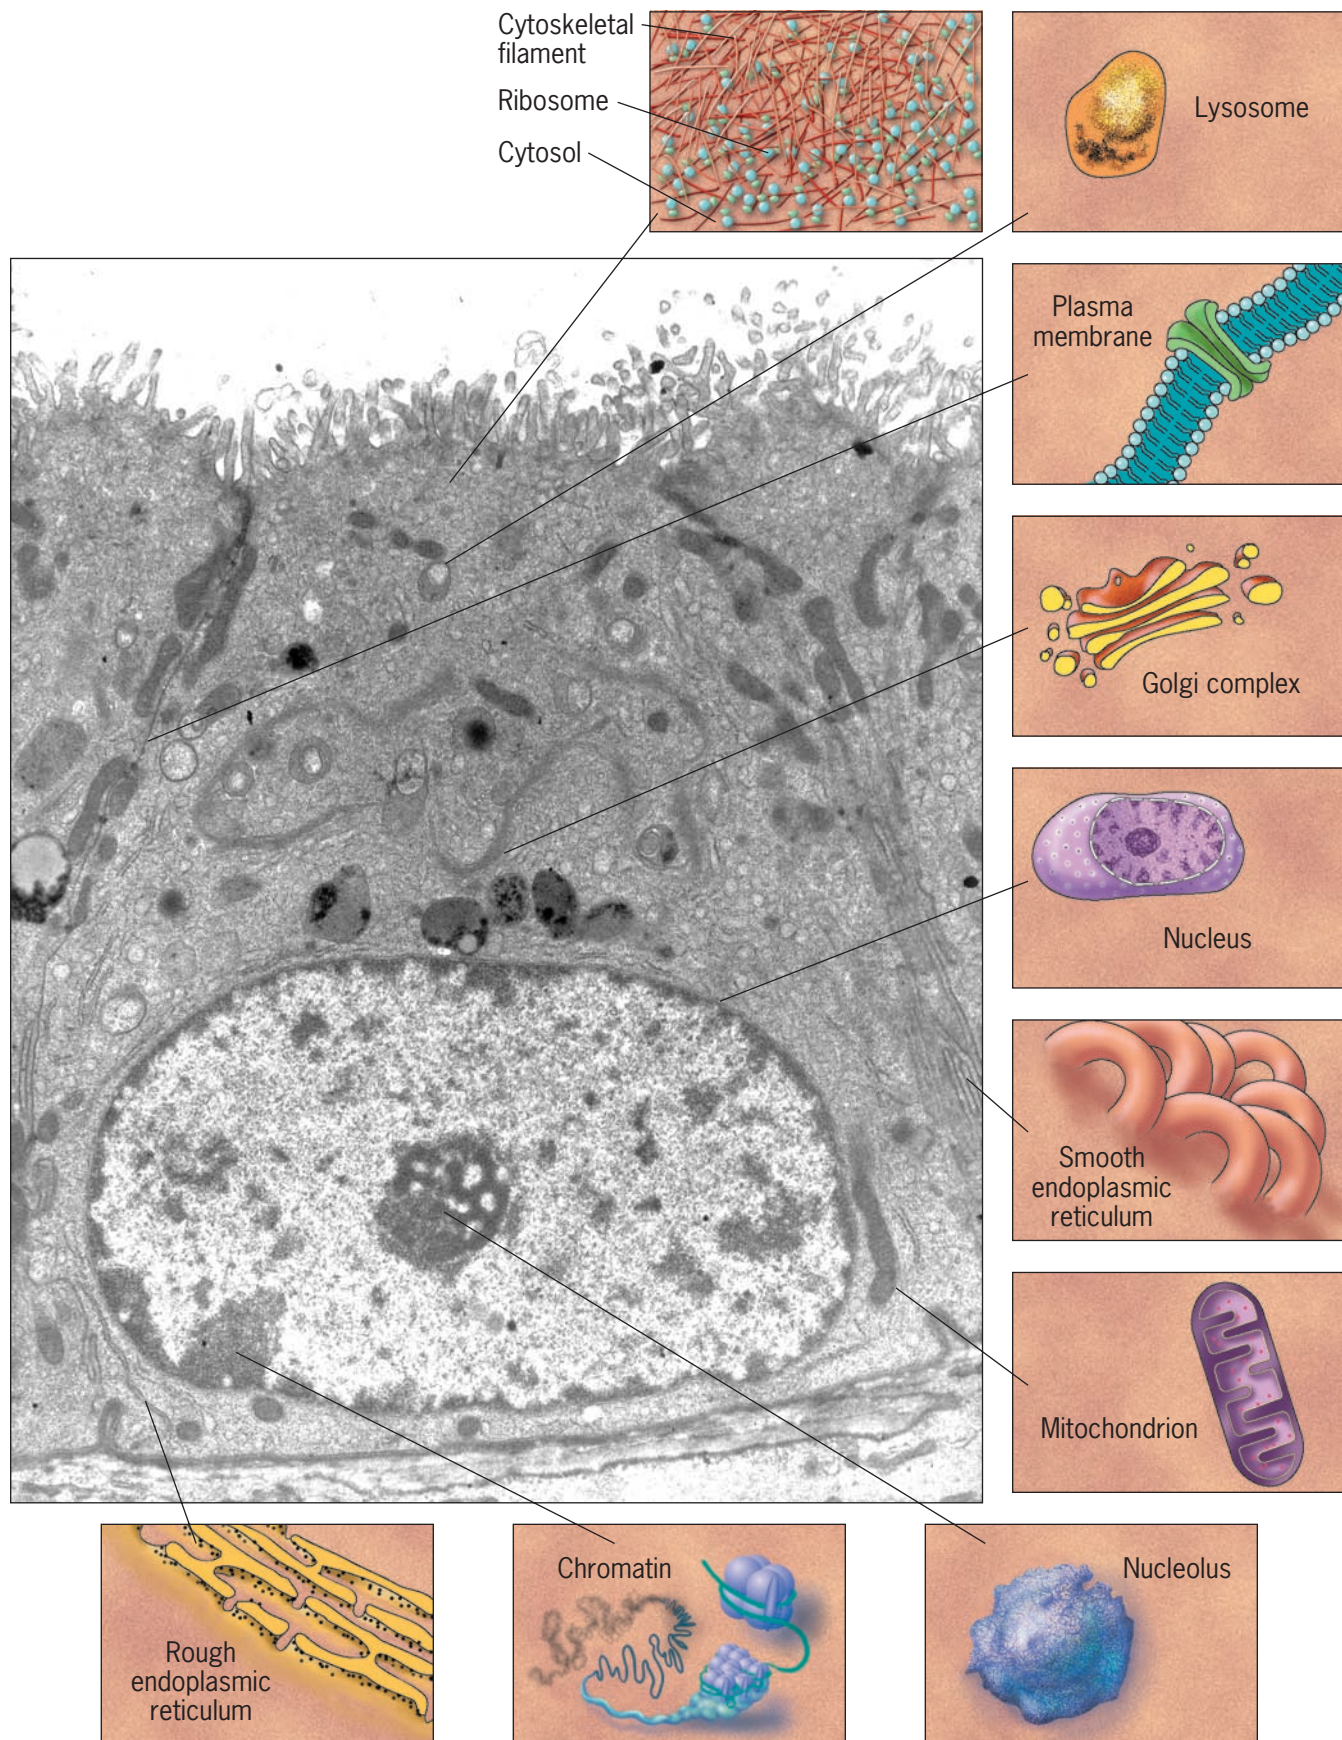 Cytoskeletal
filament
Ribosome
Cytosol
Lysosome
Plasma
membrane
Golgi complex
Nucleus
Smooth
endoplasmic
reticulum
Mitochondrion
Rough
endoplasmic
reticulum
Chromatin
Nucleolus